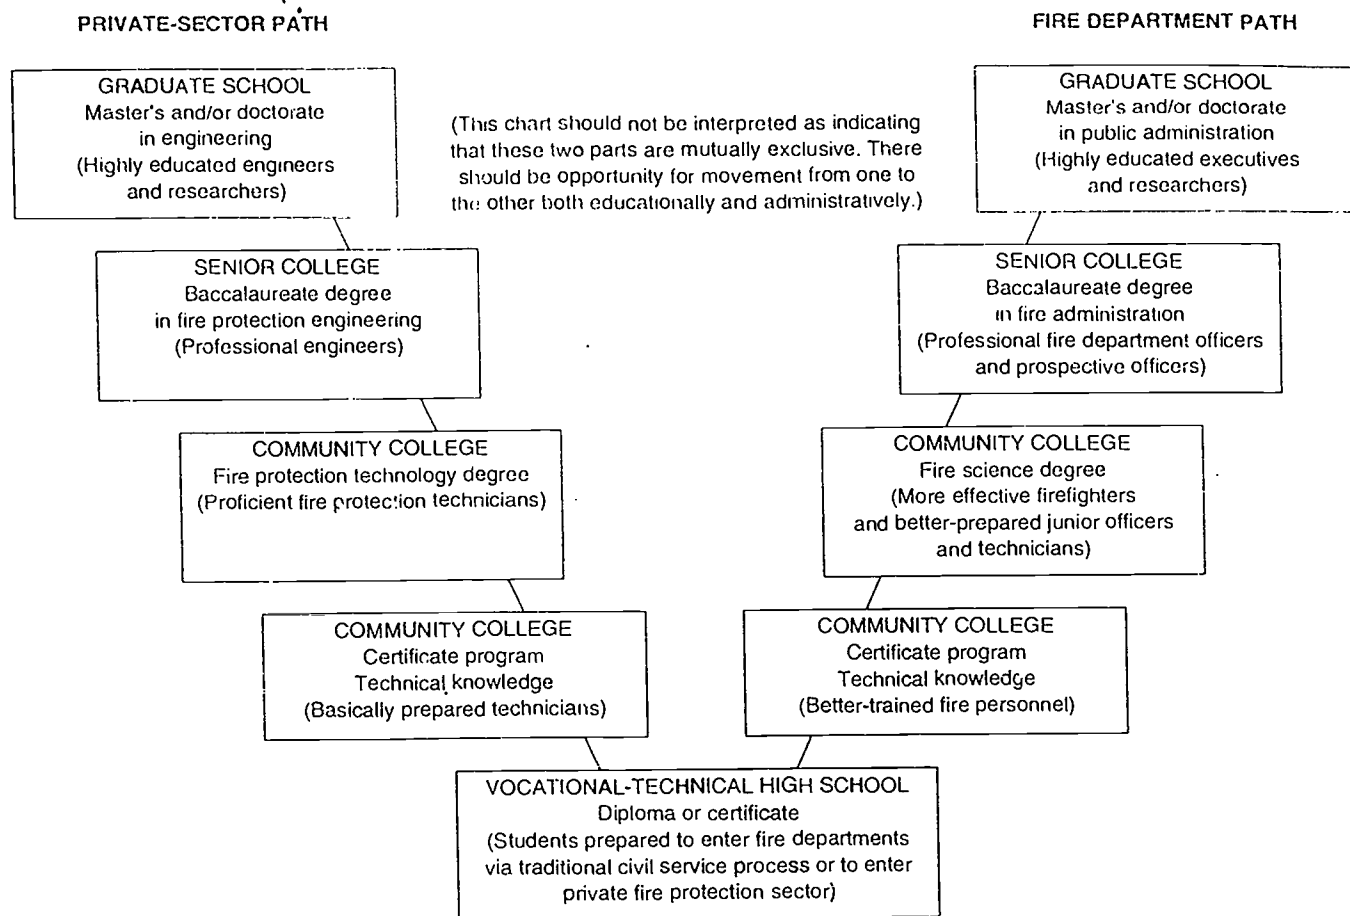 PRIVATE-SECTOR PATH
FIRE DEPARTMENT PATH
GRADUATE SCHOOL
Master's and/or doctorate
in engineering
(Highly educated engineers
and researchers)
(This chart should not be interpreted as indicating
that these two parts are mutually exclusive. There
should be opportunity for movement from one to
the other both educationally and administratively.)
GRADUATE SCHOOL
Master's and/or doctorate
in public administration
(Highly educated executives
and researchers)
SENIOR COLLEGE
Baccalaureate degree
in fire protection engineering
(Professional engineers)
SENIOR COLLEGE
Baccalaureate degree
in fire administration
(Professional fire department officers
and prospective officers)
COMMUNITY COLLEGE
Fire protection technology degree
(Proficient fire protection technicians)
COMMUNITY COLLEGE
Fire science degree
(More effective firefighters
and better-prepared junior officers
and technicians)
COMMUNITY COLLEGE
Certificate program
Technical knowledge
(Basically prepared technicians)
COMMUNITY COLLEGE
Certificate program
Technical knowledge
(Better-trained fire personnel)
VOCATIONAL-TECHNICAL HIGH SCHOOL
Diploma or certificate
(Students prepared to enter fire departments
via traditional civil service process or to enter
private fire protection sector)